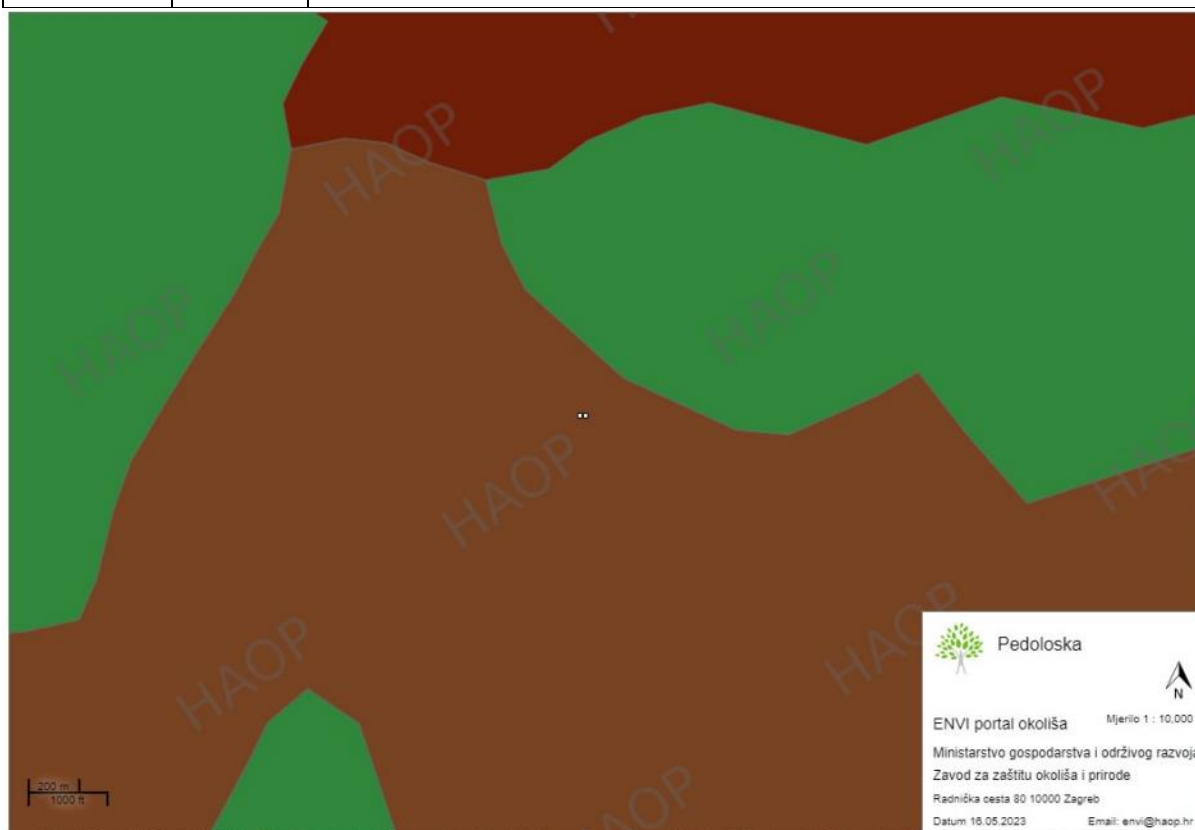 HAOP
HAOP
HAOP
HAOP
HAOP
HAOP
HAOP
HAOP
HAOP
200 m
1000 ft
Pedoloska
N
ENVI portal okoliša
Mjerilo 1 : 10,000
Ministarstvo gospodarstva i održivog razvoja
Zavod za zaštitu okoliša i prirode
Radnička cesta 80 10000 Zagreb
Datum 16.05.2023
Email: envi@haop.hr